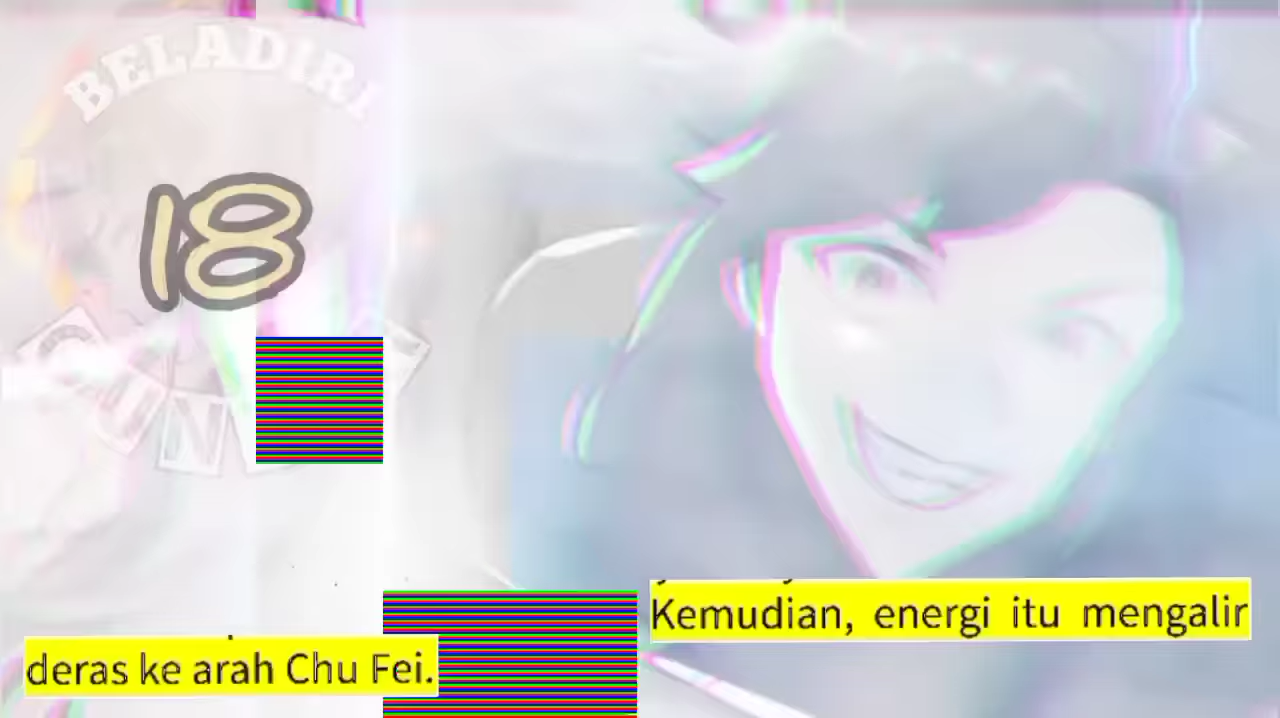 BELADIRI
18
Kemudian, energi itu mengalir
deras ke arah Chu Fei.